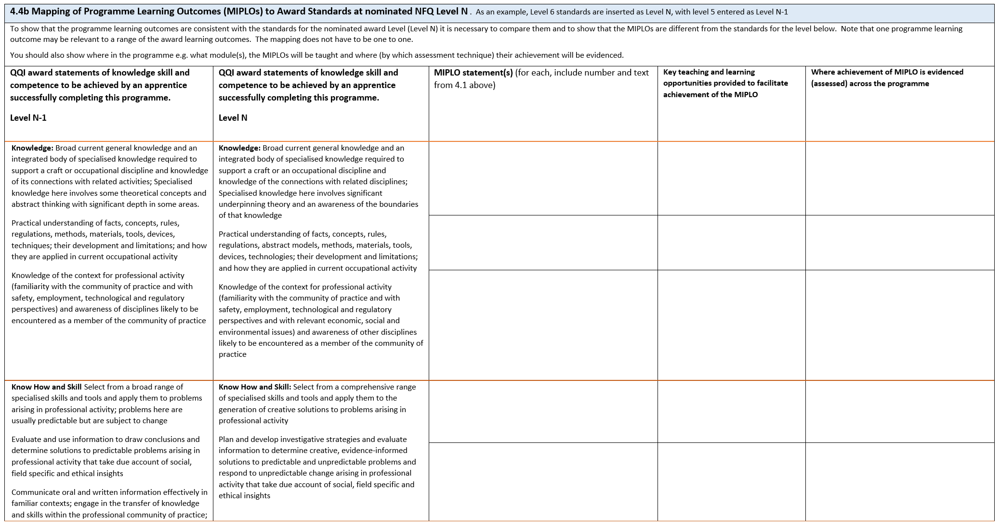 4.4b Mapping of Programme Learning Outcomes (MIPLOs) to Award Standards at nominated NFQ Level N . As an example, Level 6 standards are inserted as Level N, with level 5 entered as Level N-1
To show that the programme learning outcomes are consistent with the standards for the nominated award Level (Level N) it is necessary to compare them and to show that the MIPLOs are different from the standards for the level below. Note that one programme learning
outcome may be relevant to a range of the award learning outcomes. The mapping does not have to be one to one.
You should also show where in the programme e.g. what module(s), the MIPLOs will be taught and where (by which assessment technique) their achievement will be evidenced.
QQI award statements of knowledge skill and
competence to be achieved by an apprentice
successfully completing this programme.
Level N-1
QQI award statements of knowledge skill and
competence to be achieved by an apprentice
successfully completing this programme.
Level N
MIPLO statement(s) (for each, include number and text
from 4.1 above)
Key teaching and learning
opportunities provided to facilitate
achievement of the MIPLO
Where achievement of MIPLO is evidenced
(assessed) across the programme
Knowledge: Broad current general knowledge and an
integrated body of specialised knowledge required to
support a craft or occupational discipline and knowledge
of its connections with related activities; Specialised
knowledge here involves some theoretical concepts and
abstract thinking with significant depth in some areas.
Practical understanding of facts, concepts, rules,
regulations, methods, materials, tools, devices,
techniques; their development and limitations; and how
they are applied in current occupational activity
Knowledge of the context for professional activity
(familiarity with the community of practice and with
safety, employment, technological and regulatory
perspectives) and awareness of disciplines likely to be
encountered as a member of the community of practice
Knowledge: Broad current general knowledge and an
integrated body of specialised knowledge required to
support a craft or an occupational discipline and
knowledge of the connections with related disciplines;
Specialised knowledge here involves significant
underpinning theory and an awareness of the boundaries
of that knowledge
Practical understanding of facts, concepts, rules,
regulations, abstract models, methods, materials, tools,
devices, technologies; their development and limitations;
and how they are applied in current occupational activity
Knowledge of the context for professional activity
(familiarity with the community of practice and with
safety, employment, technological and regulatory
perspectives and with relevant economic, social and
environmental issues) and awareness of other disciplines
likely to be encountered as a member of the community of
practice
Know How and Skill Select from a broad range of
specialised skills and tools and apply them to problems
arising in professional activity; problems here are
usually predictable but are subject to change
Evaluate and use information to draw conclusions and
determine solutions to predictable problems arising in
professional activity that take due account of social,
field specific and ethical insights
Communicate oral and written information effectively in
familiar contexts; engage in the transfer of knowledge
and skills within the professional community of practice;
Know How and Skill: Select from a comprehensive range
of specialised skills and tools and apply them to the
generation of creative solutions to problems arising in
professional activity
Plan and develop investigative strategies and evaluate
information to determine creative, evidence-informed
solutions to predictable and unpredictable problems and
respond to unpredictable change arising in professional
activity that take due account of social, field specific and
ethical insights